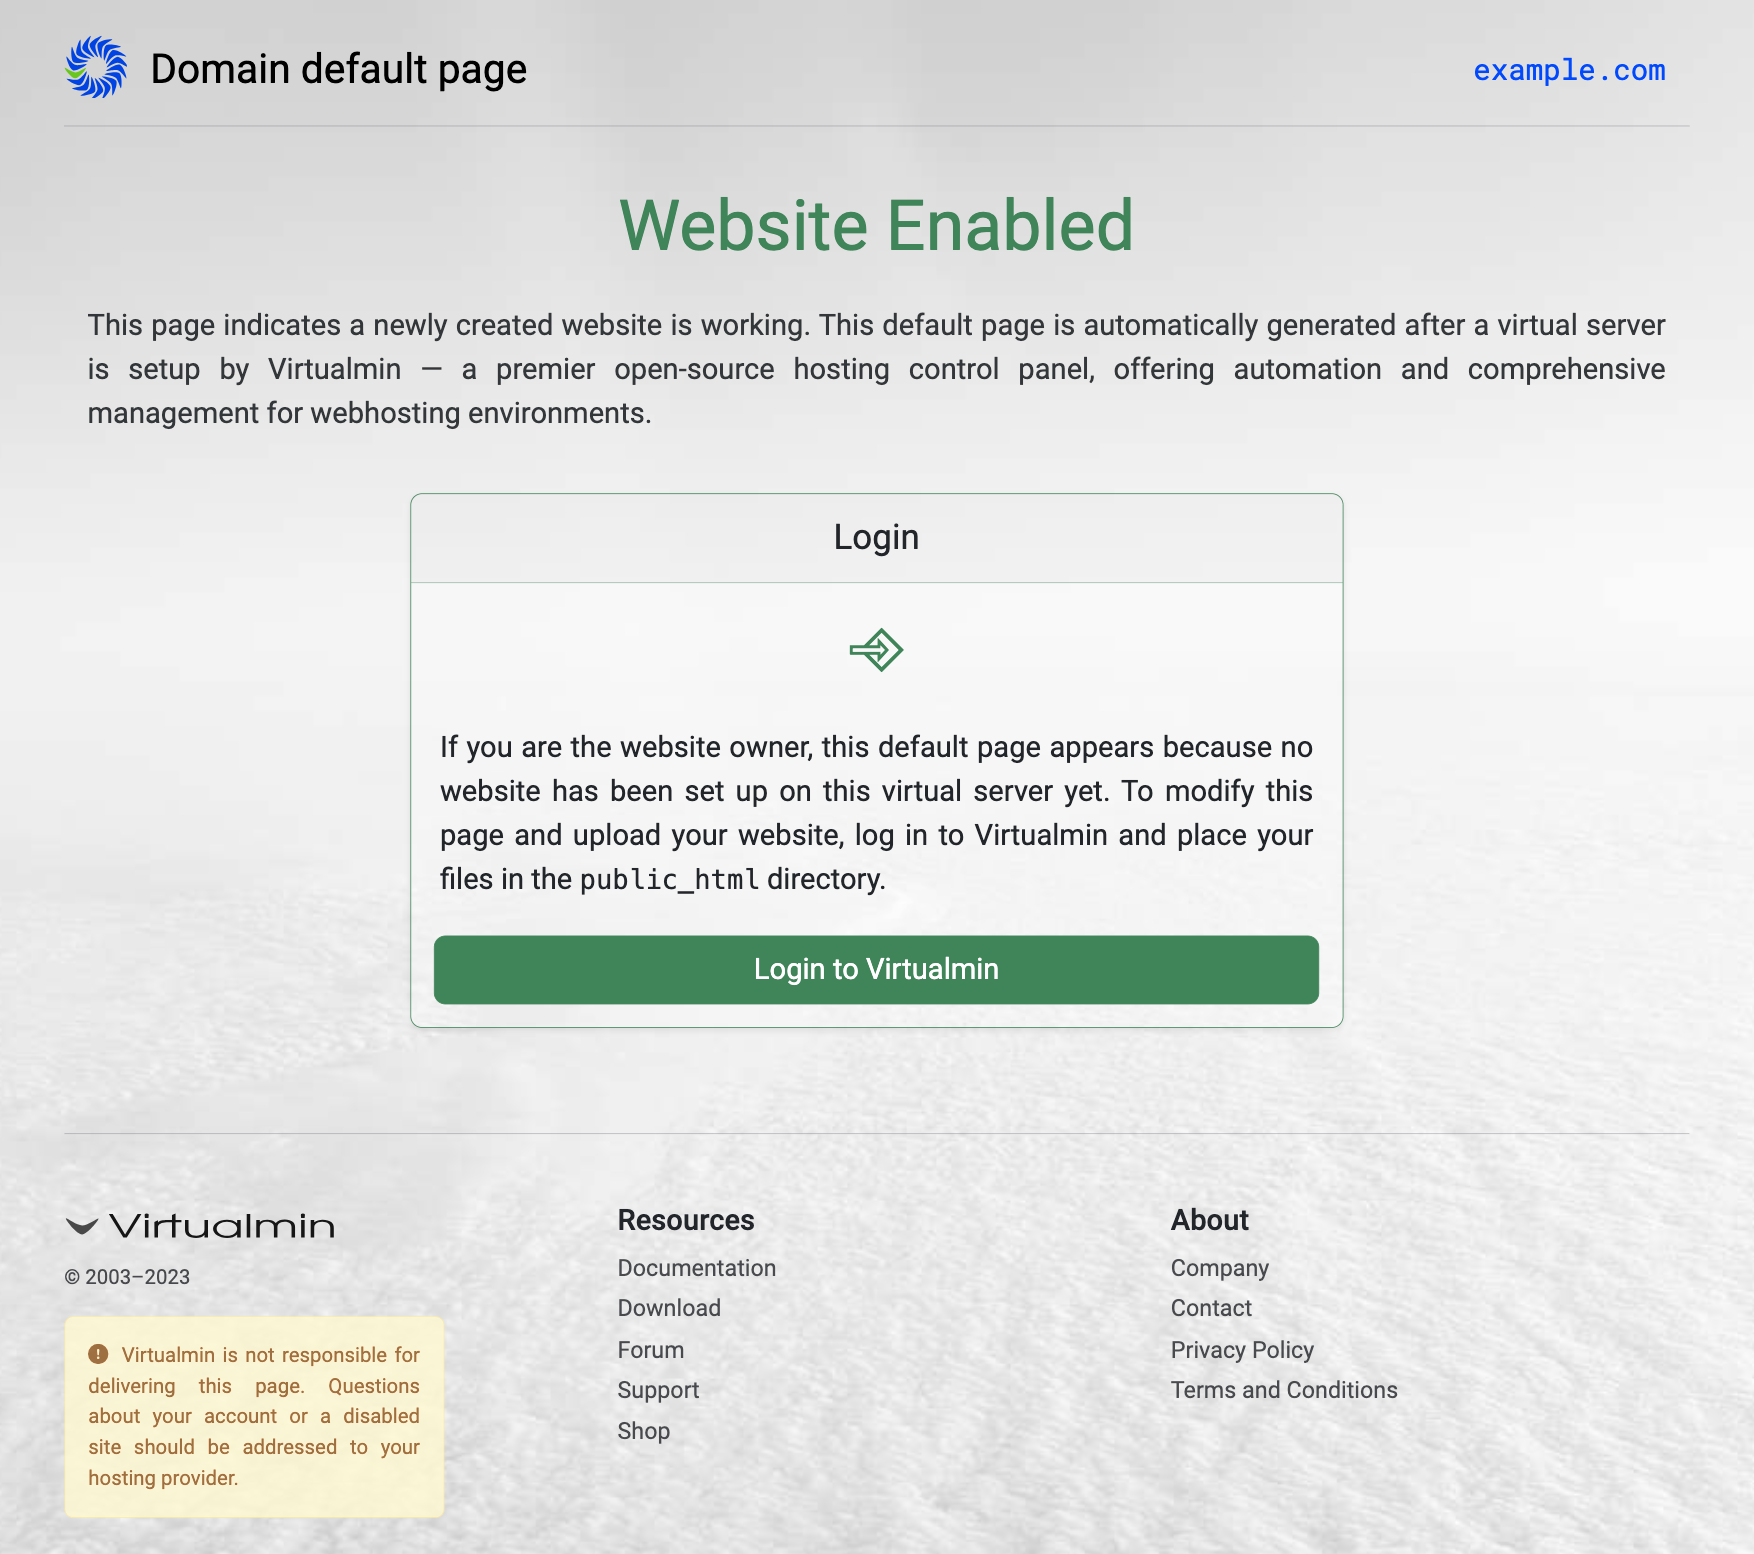 Domain default page
example.com
Website Enabled
This page indicates a newly created website is working. This default page is automatically generated after a virtual server
is setup by Virtualmin — a premier open-source hosting control panel, offering automation and comprehensive
management for webhosting environments.
Login
If you are the website owner, this default page appears because no
website has been set up on this virtual server yet. To modify this
page and upload your website, log in to Virtualmin and place your
files in the public_html directory.
Login to Virtualmin
Virtualmin
© 2003–2023
Virtualmin is not responsible for
delivering this page. Questions
about your account or a disabled
site should be addressed to your
hosting provider.
Resources
Documentation
Download
Forum
Support
Shop
About
Company
Contact
Privacy Policy
Terms and Conditions